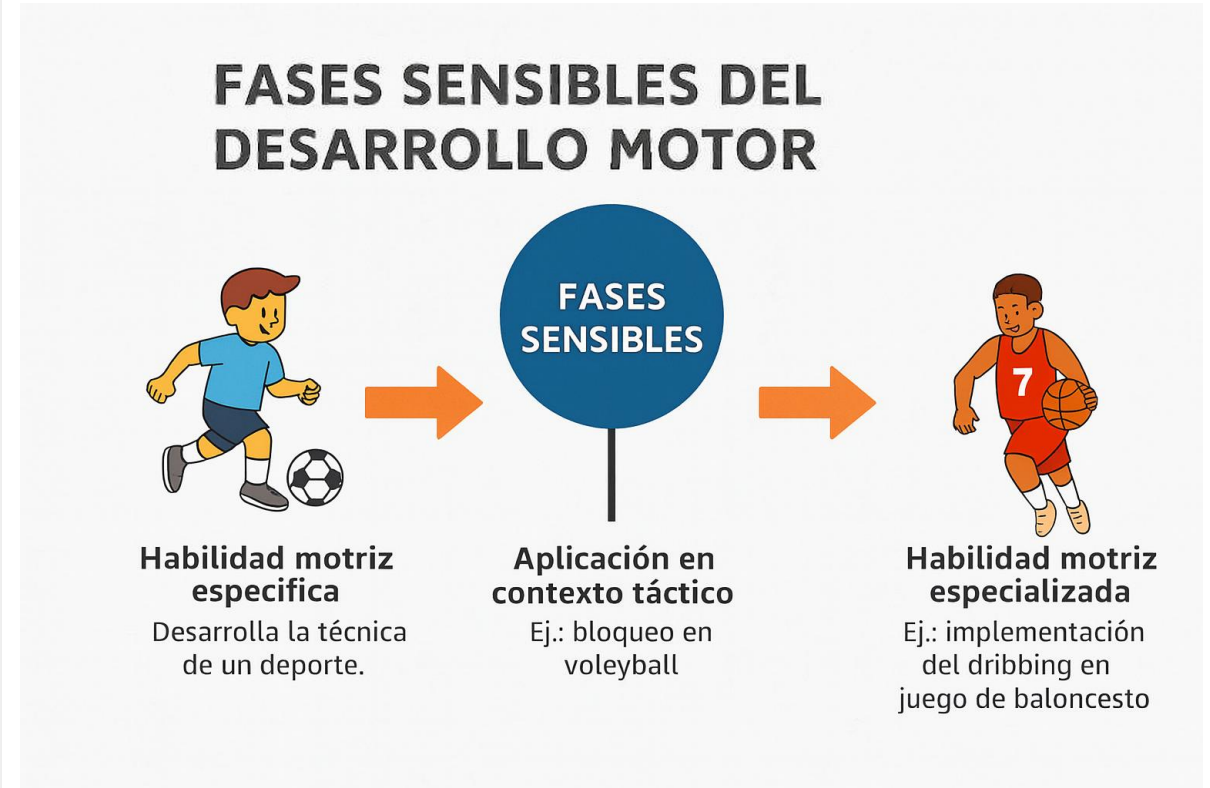 FASES SENSIBLES DEL
DESARROLLO MOTOR
FASES
SENSIBLES
7
Habilidad motriz
especifica
Desarrolla la técnica
de un deporte.
Aplicación en
contexto táctico
Ej.: bloqueo en
voleyball
Habilidad motriz
especializada
Ej.: implementación
del dribbing en
juego de baloncesto